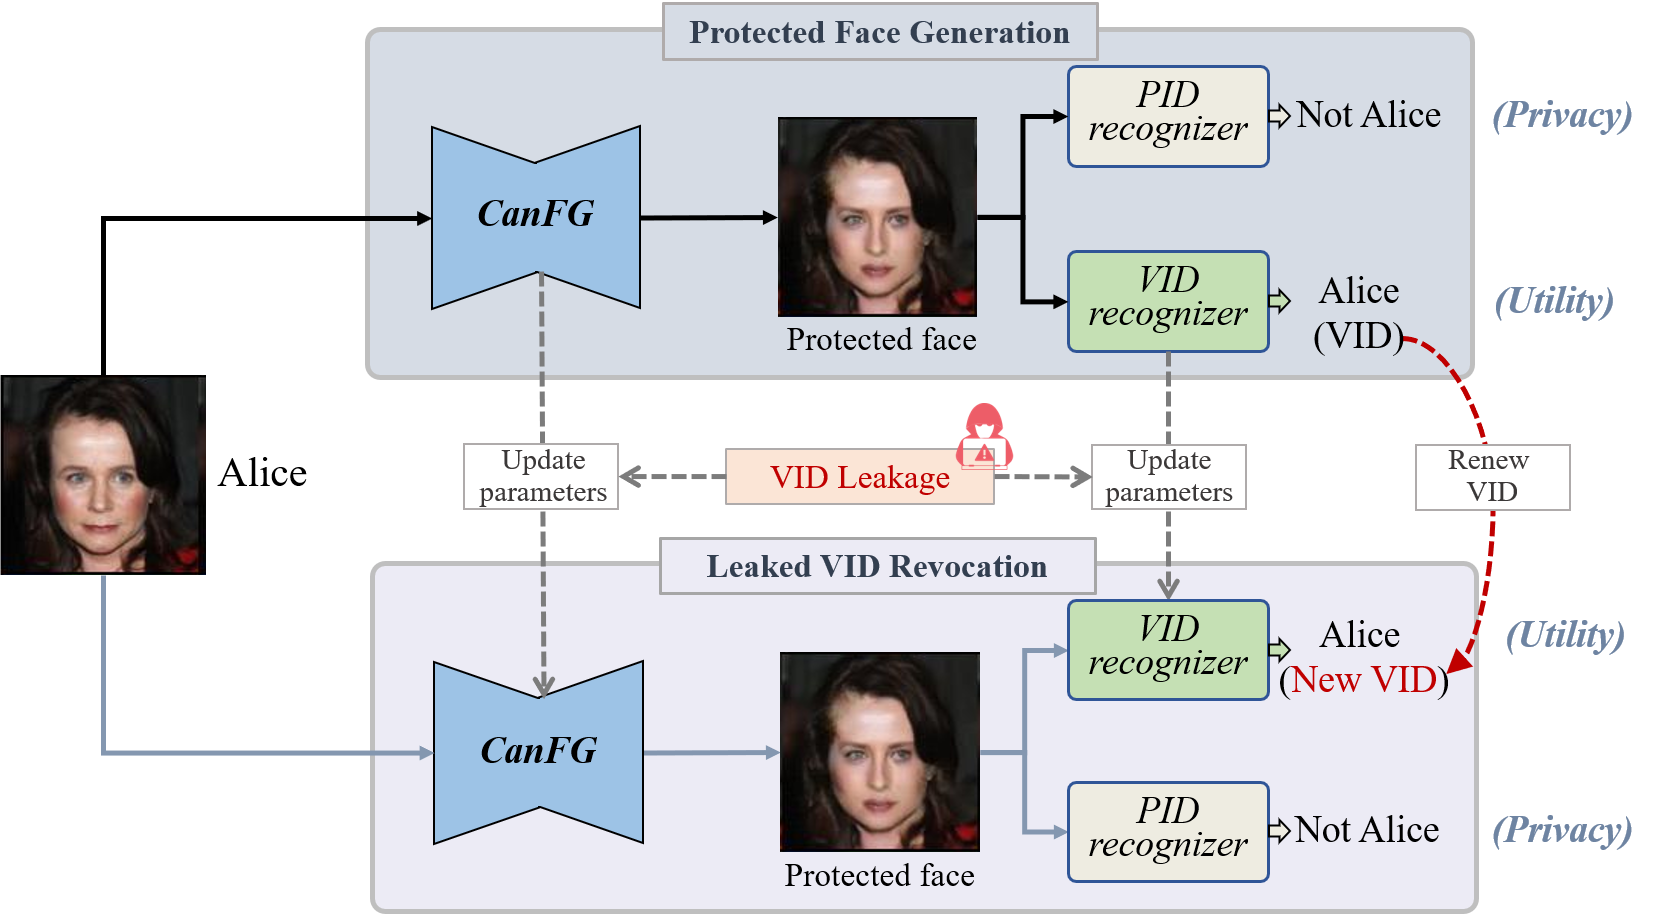 Protected Face Generation
PID
recognizer
Not Alice
(Privacy)
CanFG
VID
recognizer
Alice
(VID)
(Utility)
Protected face
Alice
Update
parameters
VID Leakage
Update
parameters
Renew
VID
Leaked VID Revocation
VID
recognizer
Alice
(New VID)
(Utility)
CanFG
PID
recognizer
Not Alice
(Privacy)
Protected face